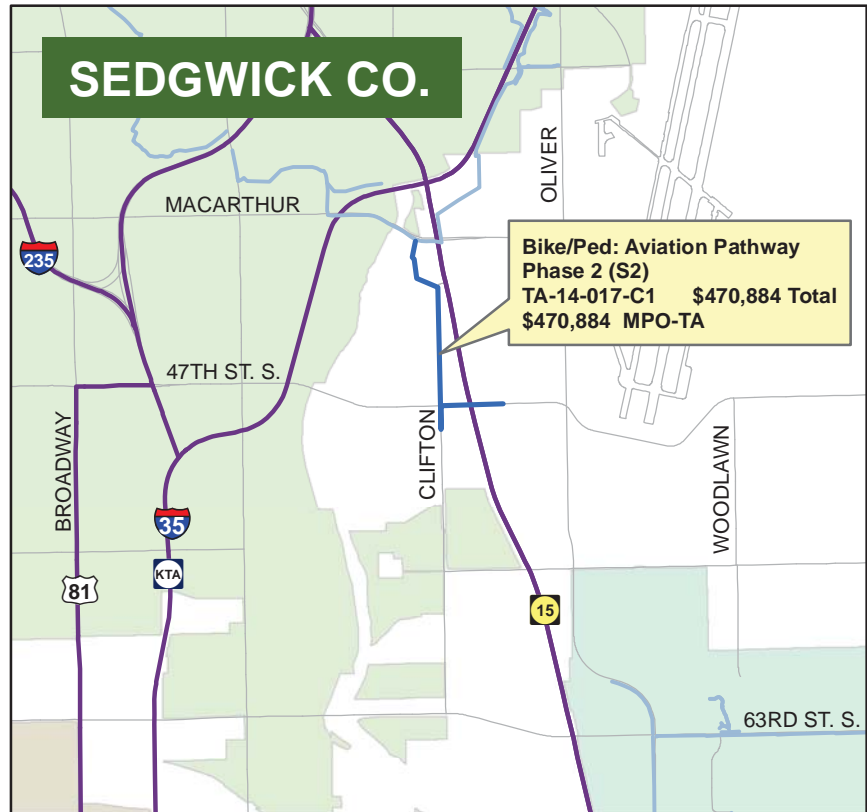 SEDGWICK CO.
OLIVER
MACARTHUR
235
Bike/Ped: Aviation Pathway
Phase 2 (S2)
TA-14-017-C1 $470,884 Total
$470,884 MPO-TA
47TH ST. S.
BROADWAY
CLIFTON
WOODLAWN
35
KTA
81
15
63RD ST. S.